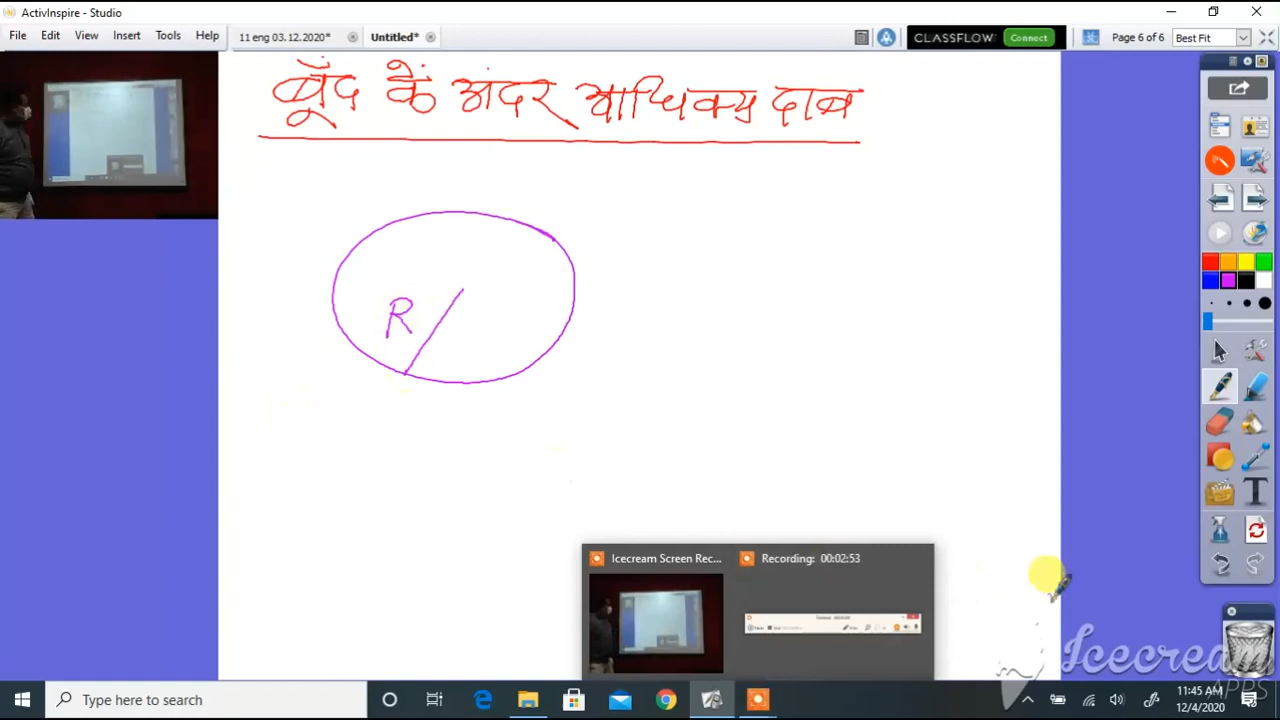 ActivInspire - Studio
File Edit View Insert Tools Help
11 eng 03.12.2020*
Untitled*
CLASSFLOW Connect
Page 6 of 6
Best Fit
बूँद कें अंदर आधिक्य दाब
R
Icecream Screen Rec...
Recording: 00:02:53
Icecream
APPS
Type here to search
11:45 AM
12/4/2020